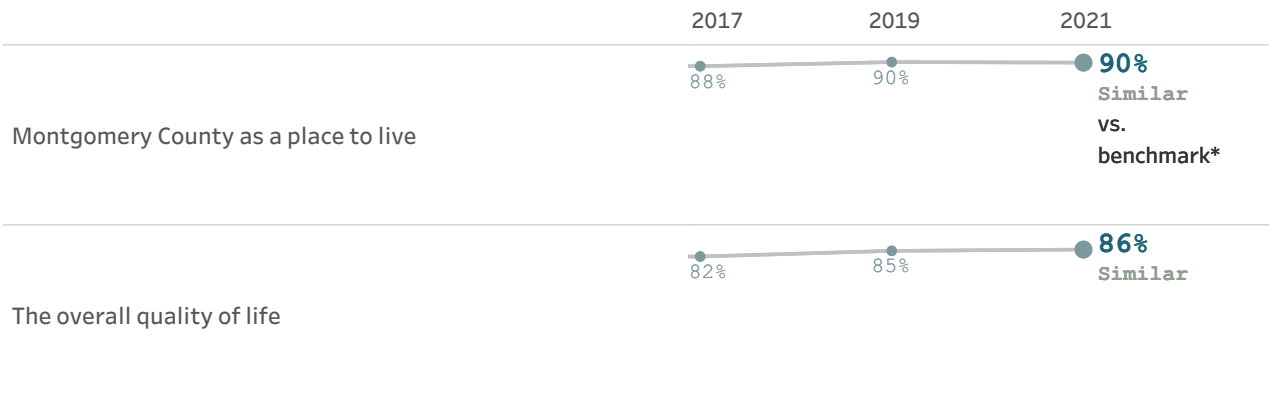 2017 2019 2021
Montgomery County as a place to live
88%
90%
90%
Similar
vs.
benchmark*
The overall quality of life
82%
85%
86%
Similar